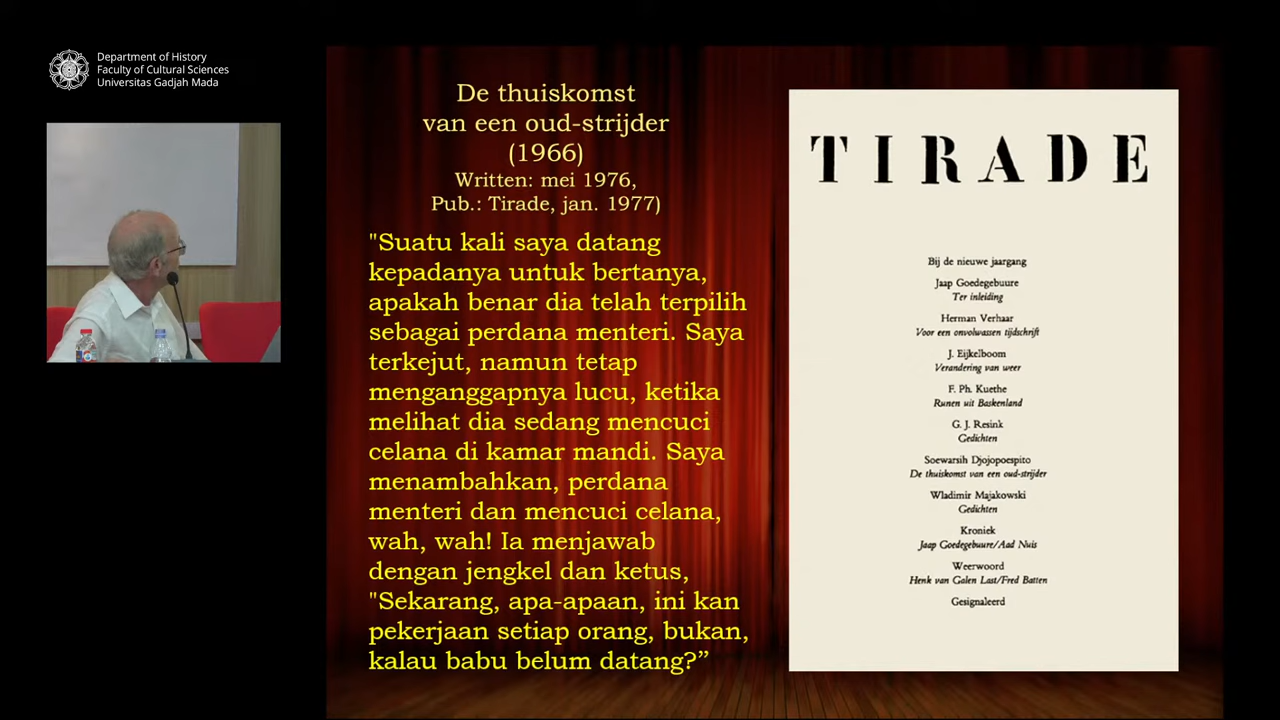 Department of History
Faculty of Cultural Sciences
Universitas Gadjah Mada
De thuiskomst
van een oud-strijder
(1966)
Written: mei 1976,
Pub.: Tirade, jan. 1977)
"Suatu kali saya datang
kepadanya untuk bertanya,
apakah benar dia telah terpilih
sebagai perdana menteri. Saya
terkejut, namun tetap
menganggapnya lucu, ketika
melihat dia sedang mencuci
celana di kamar mandi. Saya
menambahkan, perdana
menteri dan mencuci celana,
wah, wah! Ia menjawab
dengan jengkel dan ketus,
"Sekarang, apa-apaan, ini kan
pekerjaan setiap orang, bukan,
kalau babu belum datang?”
TIRADE
Bij de nieuwe jaargang
Jaap Goedegebuure
Ter inleiding
Herman Verhaar
Voor een onvolwassen tijdschrift
J. Eijkelboom
Verandering van weer
F. Ph. Kuethe
Runen uit Baskenland
G. J. Resink
Gedichten
Soewarsih Djojopoespito
De thuiskomst van een oud-strijder
Wladimir Majakowski
Gedichten
Kroniek
Jaap Goedegebuure/Aad Nuis
Weerwoord
Henk van Galen Last/Fred Batten
Gesignaleerd